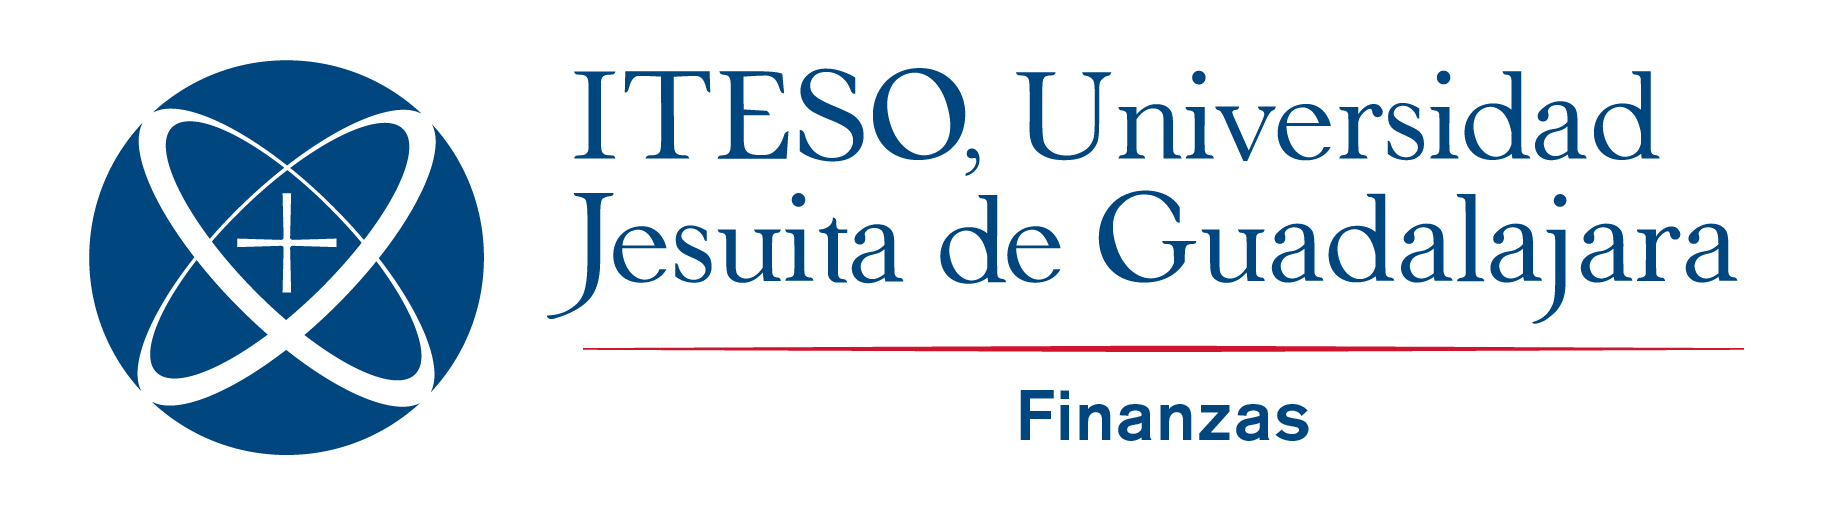 ITESO, Universidad
Jesuita de Guadalajara
Finanzas